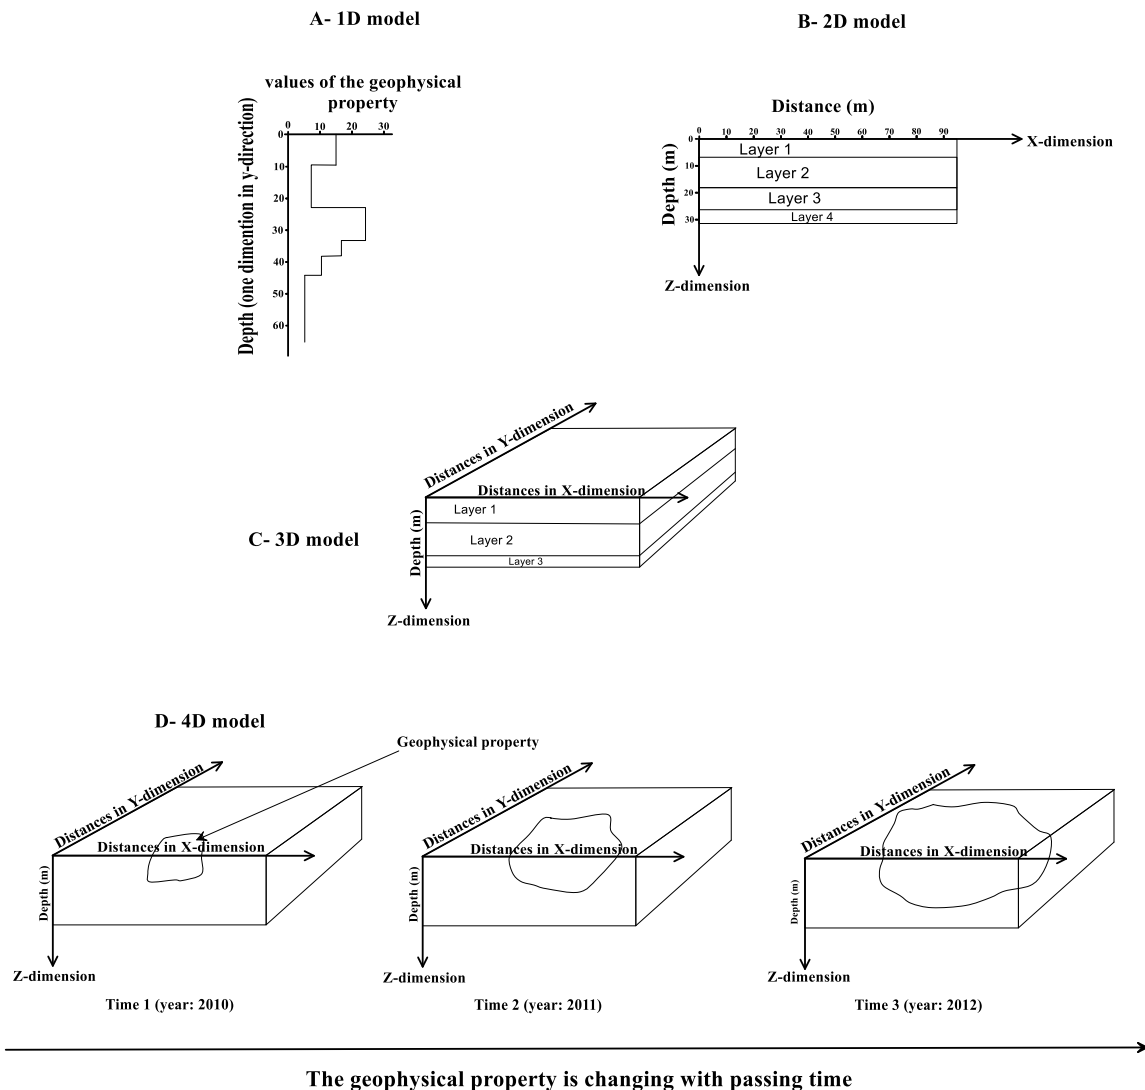 A- 1D model
B- 2D model
values of the geophysical
property
0 10 20 30
0
10
20
30
40
50
60
Depth (one dimention in y-direction)
Distance (m)
0 10 20 30 40 50 60 70 80 90
X-dimension
0
10
20
30
Depth (m)
Layer 1
Layer 2
Layer 3
Layer 4
Z-dimension
C- 3D model
Distances in Y-dimension
Distances in X-dimension
Depth (m)
Layer 1
Layer 2
Layer 3
Z-dimension
D- 4D model
Geophysical property
Distances in Y-dimension
Distances in X-dimension
Depth (m)
Z-dimension
Time 1 (year: 2010)
Distances in Y-dimension
Distances in X-dimension
Depth (m)
Z-dimension
Time 2 (year: 2011)
Distances in Y-dimension
Distances in X-dimension
Depth (m)
Z-dimension
Time 3 (year: 2012)
The geophysical property is changing with passing time